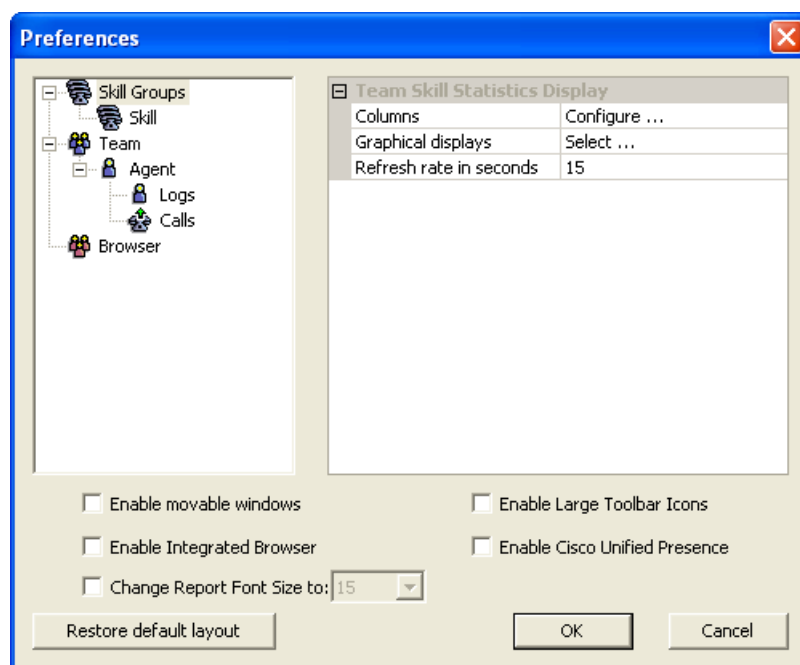 Preferences
Skill Groups
Skill
Team
Agent
Logs
Calls
Browser
Team Skill Statistics Display
Columns Configure ...
Graphical displays Select ...
Refresh rate in seconds 15
Enable movable windows
Enable Large Toolbar Icons
Enable Integrated Browser
Enable Cisco Unified Presence
Change Report Font Size to: 15
Restore default layout
OK
Cancel